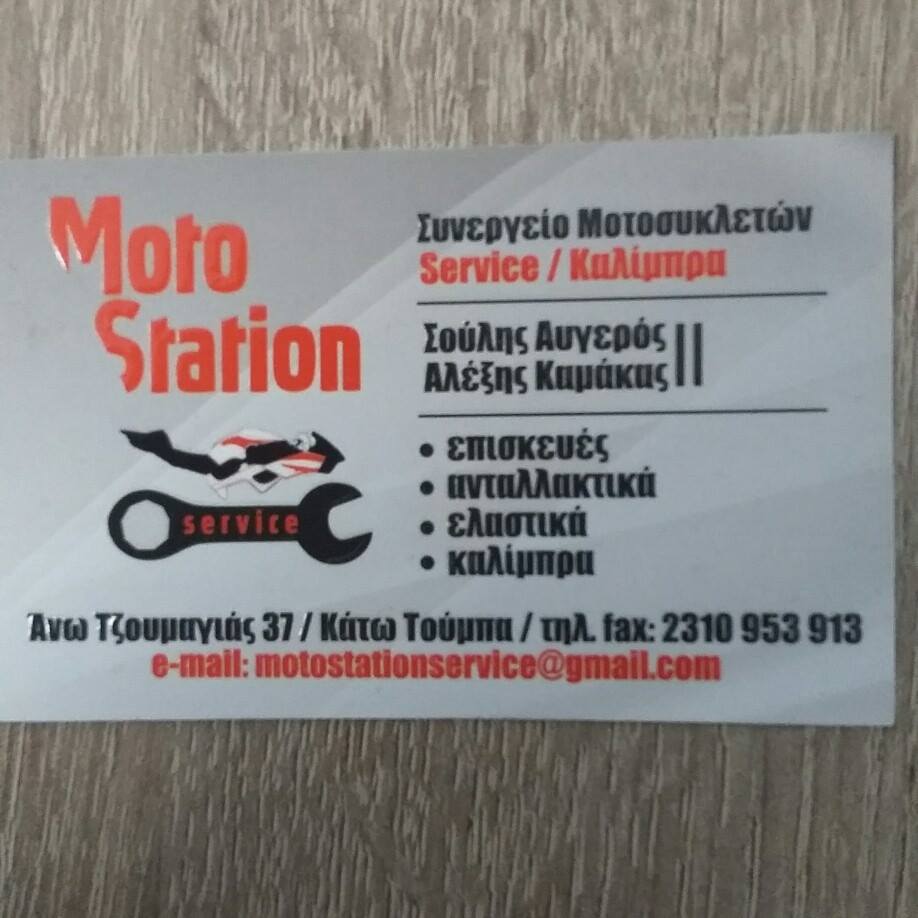 Moto
Station
service
Συνεργείο Μοτοσυκλετών
Service / Καλίμπρα
Σούλης Αυγερός
Αλέξης Καμάκας
• επισκευές
• ανταλλακτικά
• ελαστικά
• καλίμπρα
Άνω Τζουμαγιάς 37 / Κάτω Τούμπα / τηλ. fax: 2310 953 913
e-mail: motostationservice@gmail.com